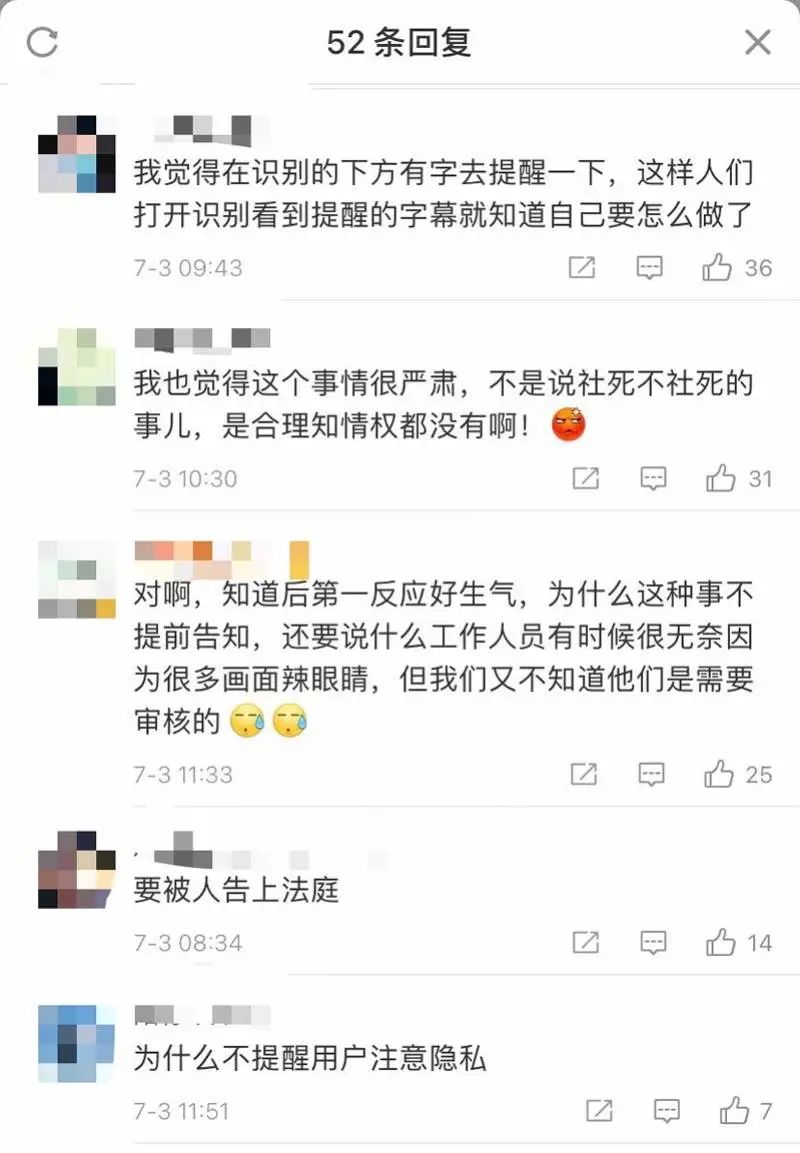 52 条回复
我觉得在识别的下方有字去提醒一下，这样人们
打开识别看到提醒的字幕就知道自己要怎么做了
7-3 09:43
36
我也觉得这个事情很严肃，不是说社死不社死的
事儿，是合理知情权都没有啊！
7-3 10:30
31
对啊，知道后第一反应好生气，为什么这种事不
提前告知，还要说什么工作人员有时候很无奈因
为很多画面辣眼睛，但我们又不知道他们是需要
审核的
7-3 11:33
25
要被人告上法庭
7-3 08:34
14
为什么不提醒用户注意隐私
7-3 11:51
7